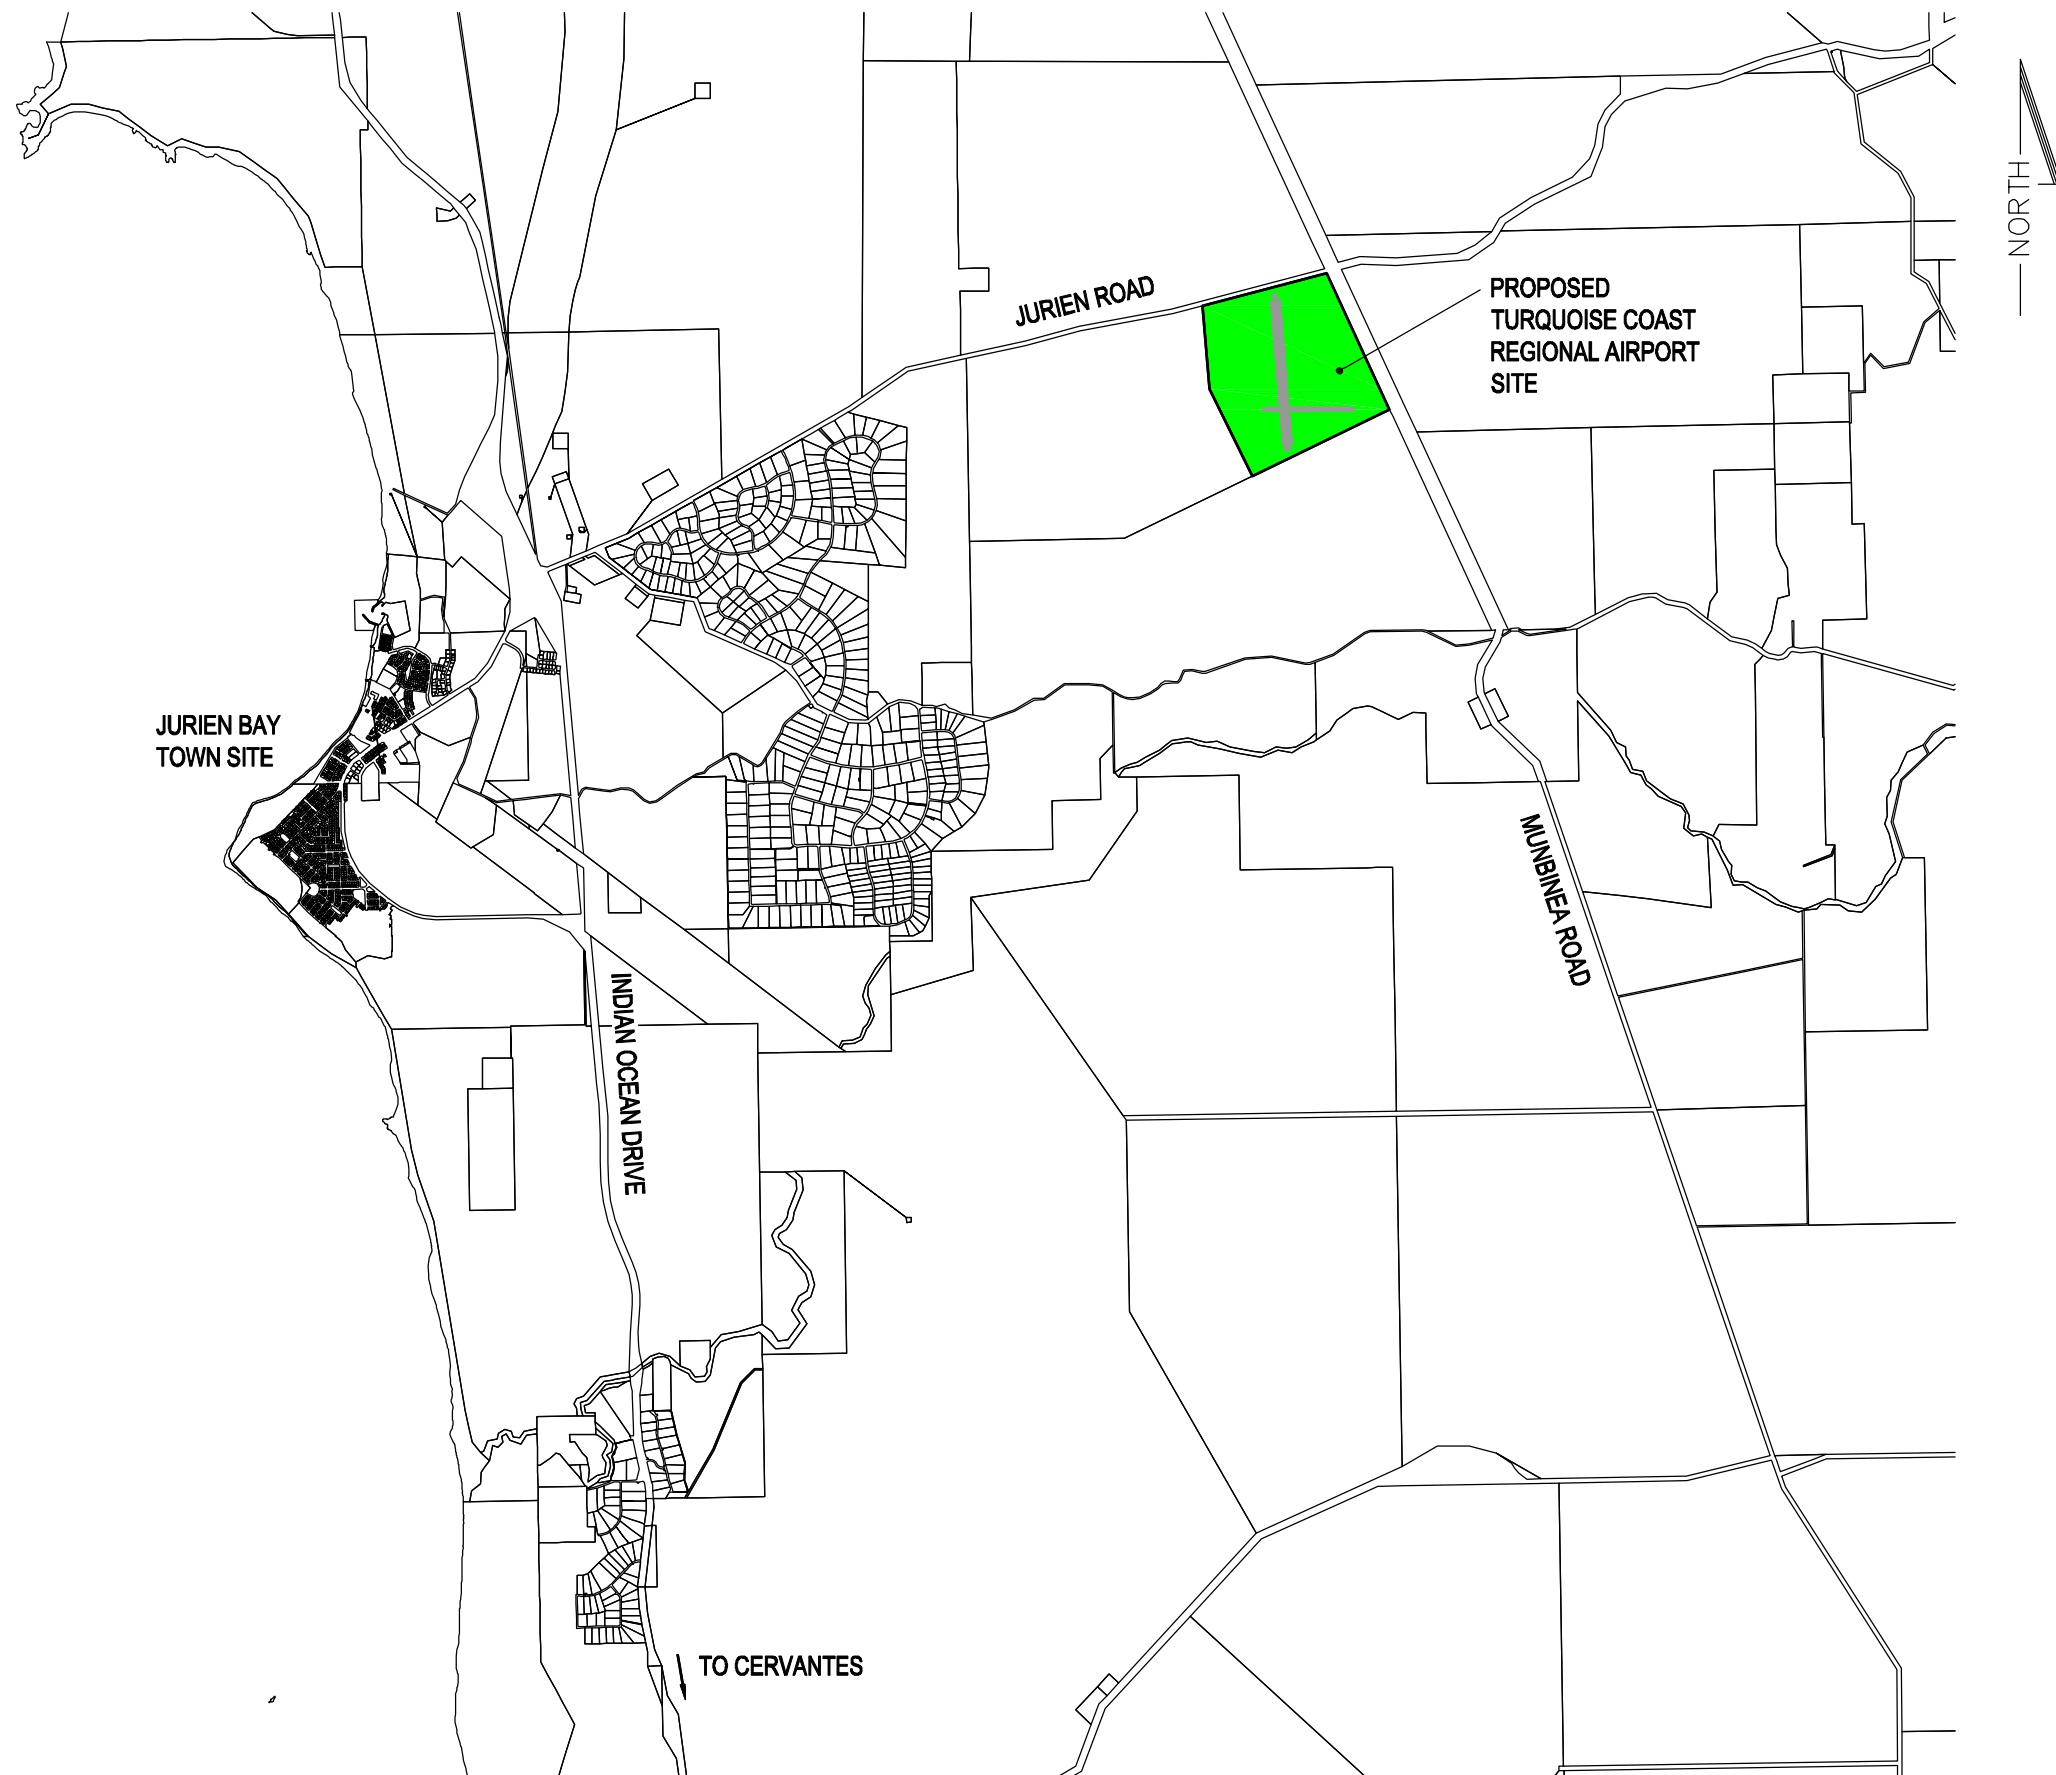 NORTH
JURIEN ROAD
PROPOSED
TURQUOISE COAST
REGIONAL AIRPORT
SITE
JURIEN BAY
TOWN SITE
MUNBINEA ROAD
INDIAN OCEAN DRIVE
TO CERVANTES